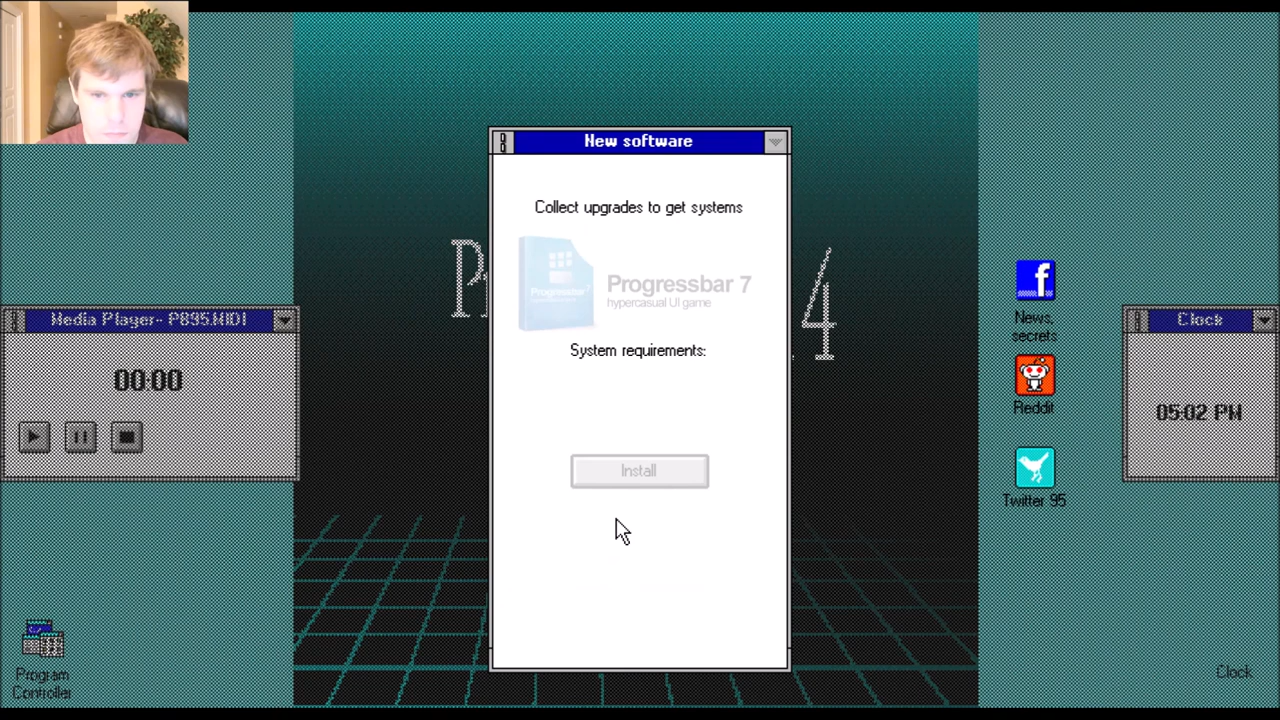 New software
Collect upgrades to get systems
Progressbar 7
hypercasual UI game
System requirements:
Install
Media Player- P895.MIDI
00:00
4
News,
secrets
Reddit
Twitter 95
Clock
05:02 PM
Program
Controller
Clock